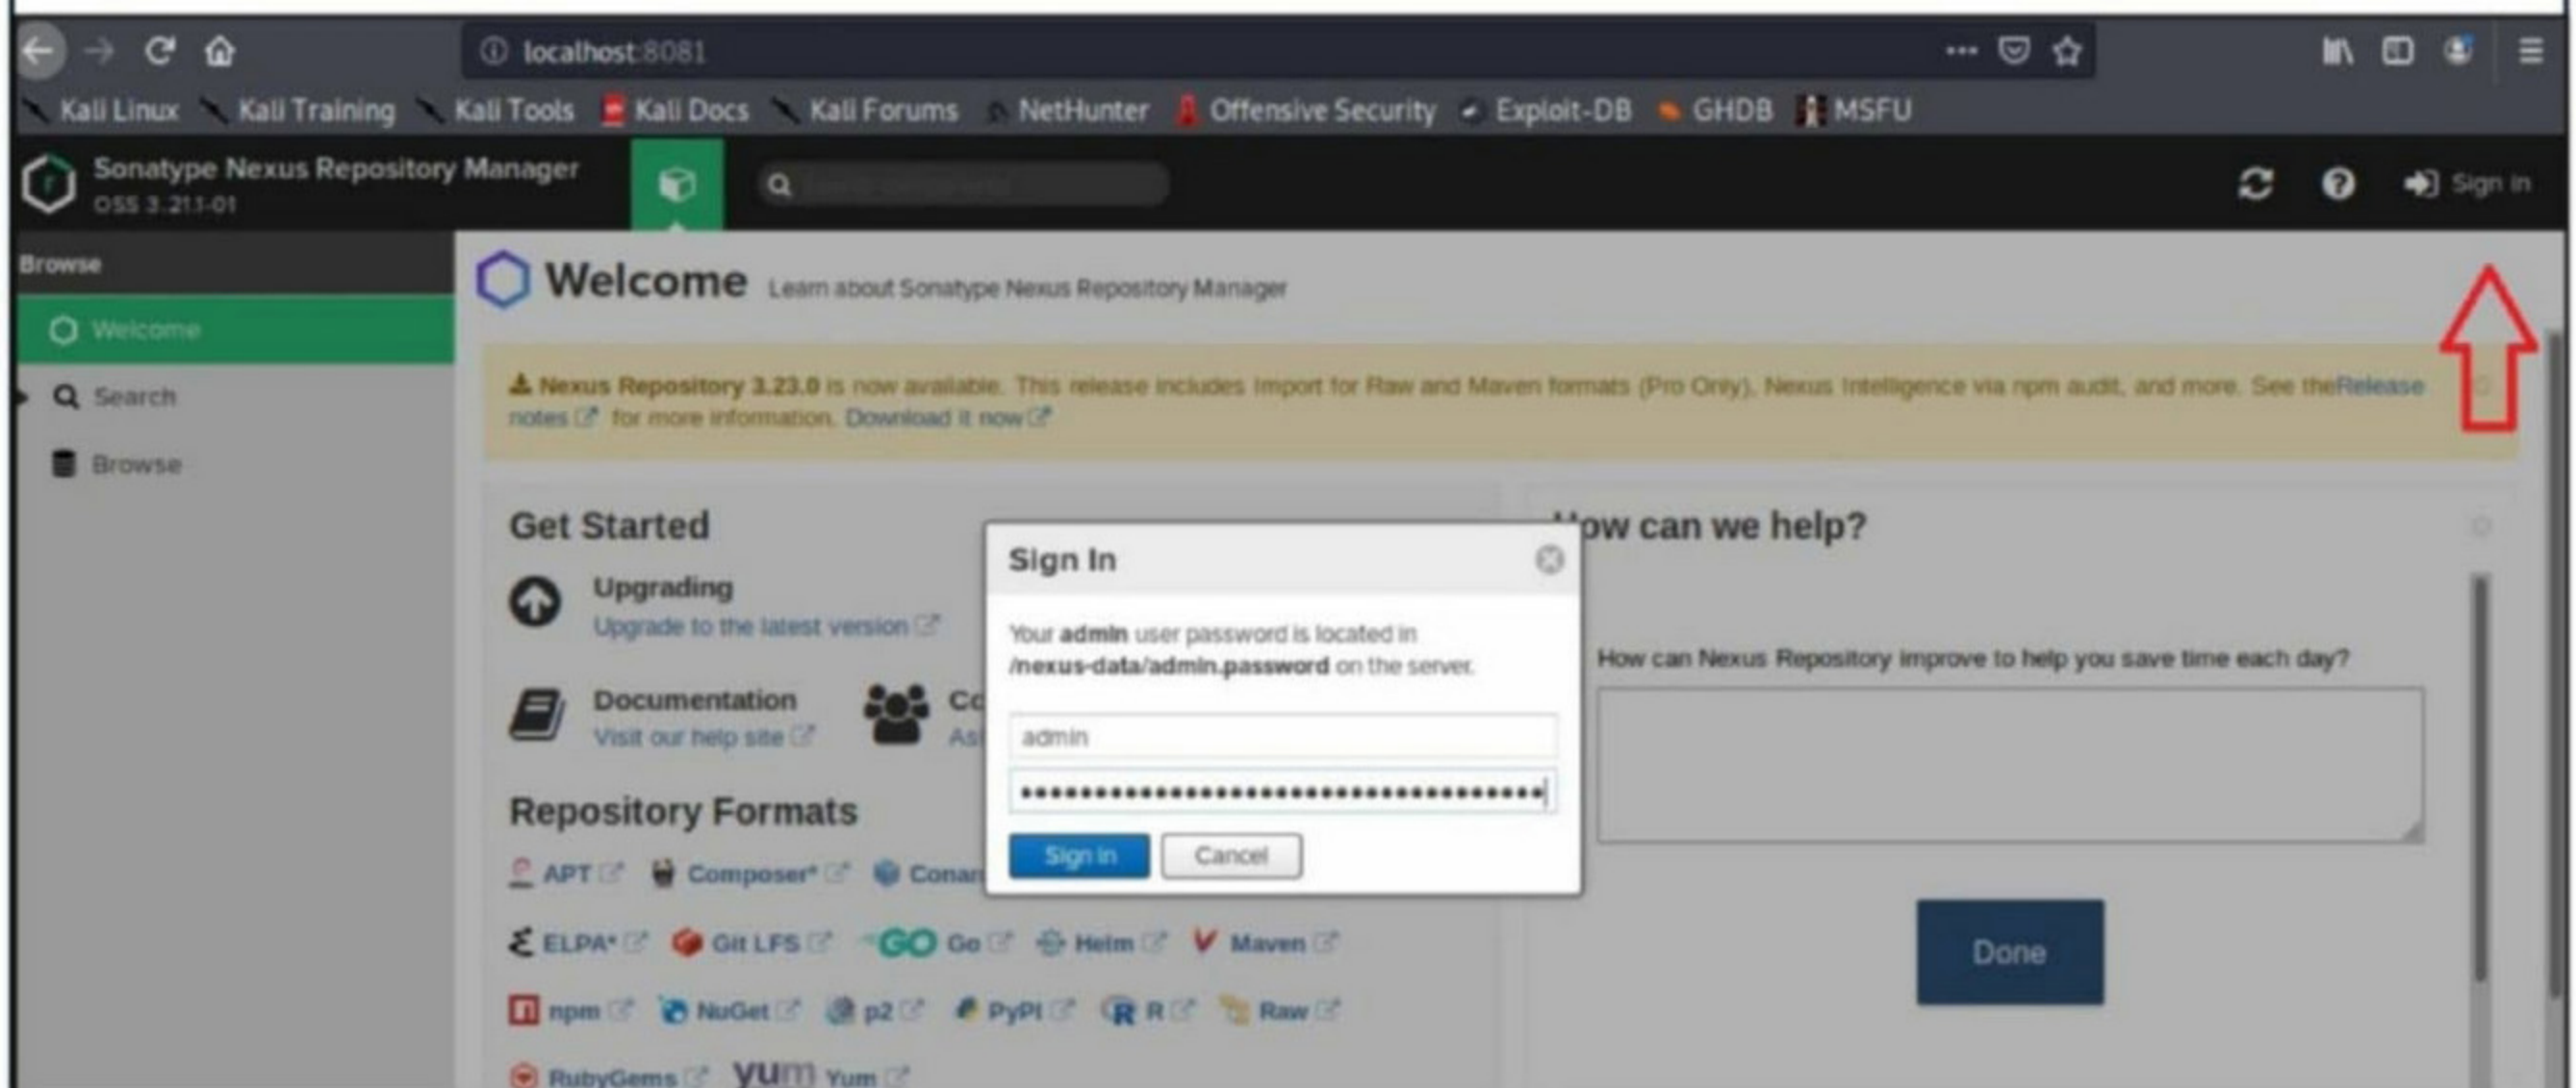 localhost:8081
Kali Linux Kali Training Kali Tools Kali Docs Kali Forums NetHunter Offensive Security Exploit-DB GHDB MSFU
Sonatype Nexus Repository Manager
OSS 3.21.1-01
Sign in
Browse
Welcome Learn about Sonatype Nexus Repository Manager
Welcome
Search
Browse
Nexus Repository 3.23.0 is now available. This release includes Import for Raw and Maven formats (Pro Only), Nexus Intelligence via npm audit, and more. See theRelease
notes for more information. Download it now
Get Started
Upgrading
Upgrade to the latest version
Documentation
Visit our help site
Co
As
Repository Formats
APT Composer* Conan
ELPA* Git LFS GO Go Helm Maven
npm NuGet p2 PyPI R R Raw
RubyGems yum Yum
Sign In
Your admin user password is located in
/nexus-data/admin.password on the server.
admin
Sign in Cancel
ow can we help?
How can Nexus Repository improve to help you save time each day?
Done